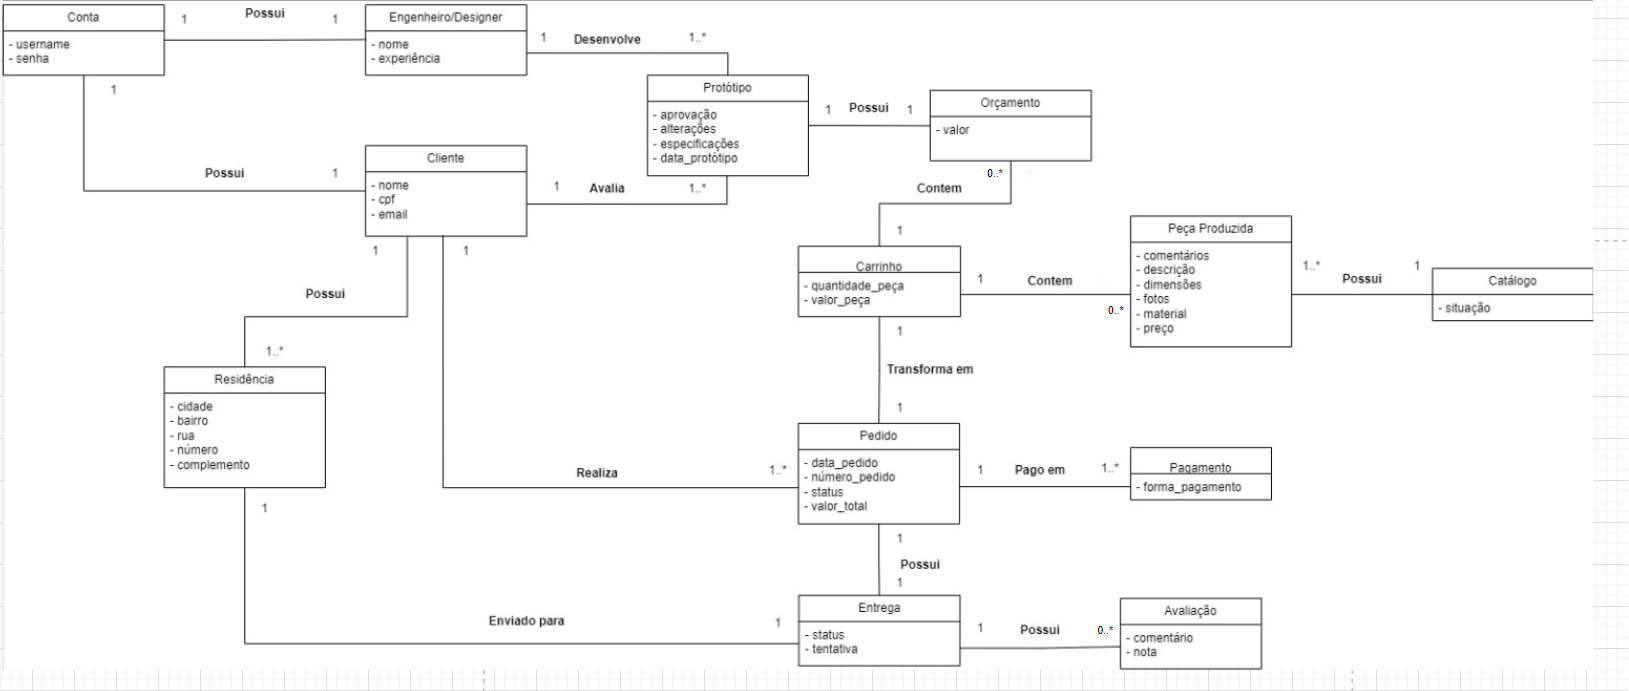 Conta
- username
- senha
1
Possui
1
Engenheiro/Designer
- nome
- experiência
1
Desenvolve
1..*
Protótipo
- aprovação
- alterações
- especificações
- data_protótipo
1
Possui
1
Orçamento
- valor
0..*
Contem
1
1
Possui
1
Cliente
- nome
- cpf
- email
1
Avalia
1..*
1
1
Possui
1..*
Carrinho
- quantidade_peça
- valor_peça
1
Contem
0..*
Peça Produzida
- comentários
- descrição
- dimensões
- fotos
- material
- preço
1..*
Possui
1
Catálogo
- situação
1
Transforma em
1
Residência
- cidade
- bairro
- rua
- número
- complemento
1
Realiza
1..*
Pedido
- data_pedido
- número_pedido
- status
- valor_total
1
Pago em
1..*
Pagamento
- forma_pagamento
1
Possui
1
Enviado para
1
Entrega
- status
- tentativa
1
Possui
0..*
Avaliação
- comentário
- nota